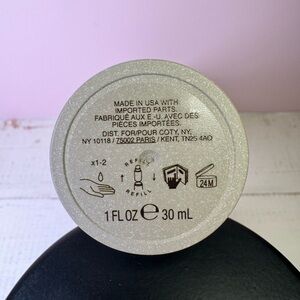 MADE IN USA WITH
IMPORTED PARTS.
FABRIQUÉ AUX E.-U. AVEC DES
PIÈCES IMPORTÉES.
DIST. FOR/POUR COTY, NY,
NY 10118 / 75002 PARIS / KENT, TN25 4AQ
x1-2
REFILL
REFILL
24M
1 FL OZ ℮ 30 mL